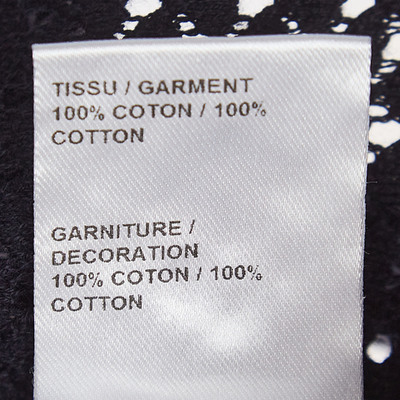 TISSU / GARMENT
100% COTON / 100%
COTTON
GARNITURE /
DECORATION
100% COTON / 100%
COTTON